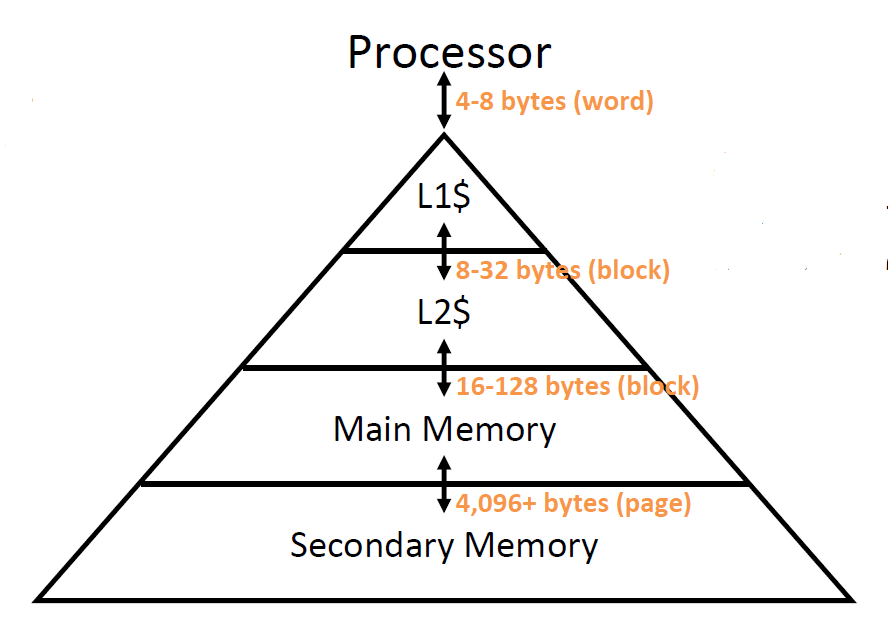 Processor
4-8 bytes (word)
L1$
8-32 bytes (block)
L2$
16-128 bytes (block)
Main Memory
4,096+ bytes (page)
Secondary Memory